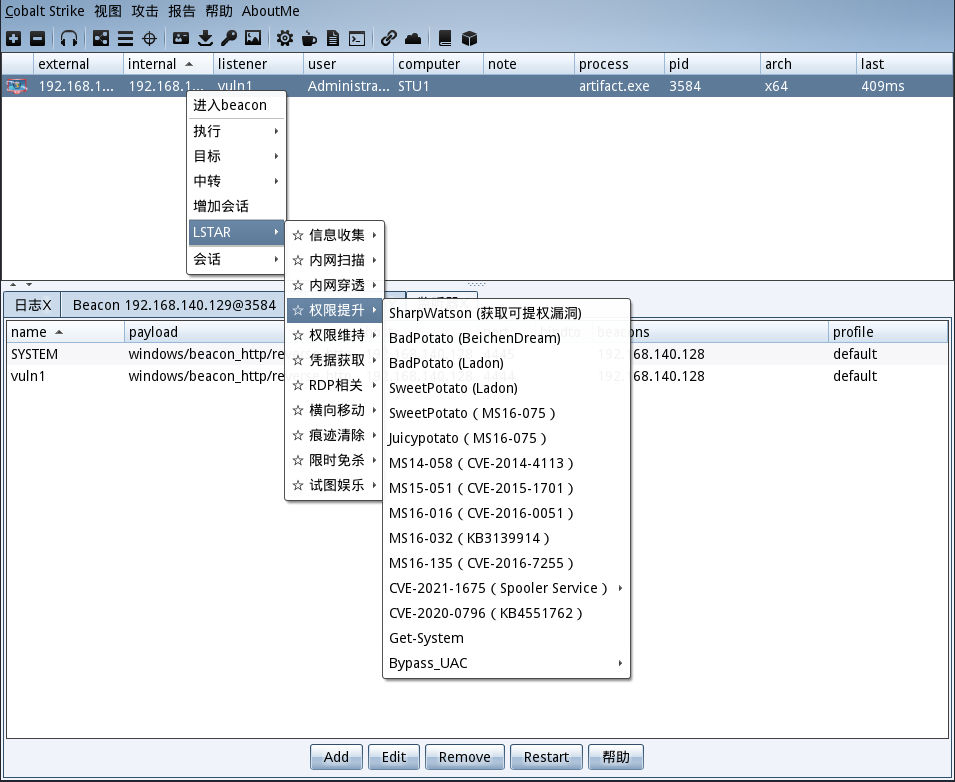 Cobalt Strike 视图 攻击 报告 帮助 AboutMe
external internal listener user computer note process pid arch last
192.168.1... 192.168.1... vuln1 Administra... STU1 artifact.exe 3584 x64 409ms
进入beacon
执行
目标
中转
增加会话
LSTAR
会话
☆ 信息收集
☆ 内网扫描
☆ 内网穿透
☆ 权限提升
☆ 权限维持
☆ 凭据获取
☆ RDP相关
☆ 横向移动
☆ 痕迹清除
☆ 限时免杀
☆ 试图娱乐
SharpWatson (获取可提权漏洞)
BadPotato (BeichenDream)
BadPotato (Ladon)
SweetPotato (Ladon)
SweetPotato ( MS16-075 )
Juicypotato ( MS16-075 )
MS14-058 ( CVE-2014-4113 )
MS15-051 ( CVE-2015-1701 )
MS16-016 ( CVE-2016-0051 )
MS16-032 ( KB3139914 )
MS16-135 ( CVE-2016-7255 )
CVE-2021-1675 ( Spooler Service )
CVE-2020-0796 ( KB4551762 )
Get-System
Bypass_UAC
日志X Beacon 192.168.140.129@3584
name payload beacons profile
SYSTEM windows/beacon_http/re 192.168.140.128 default
vuln1 windows/beacon_http/re 192.168.140.128 default
Add Edit Remove Restart 帮助